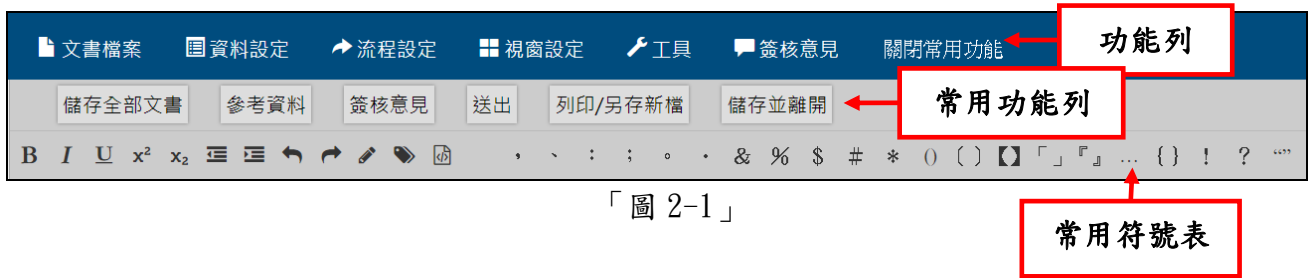 文書檔案 資料設定 流程設定 視窗設定 工具 簽核意見 關閉常用功能 功能列
儲存全部文書 參考資料 簽核意見 送出 列印/另存新檔 儲存並離開 常用功能列
B I U x² x₂ , 、 : ; 。 · & % $ # * () 〔〕 【】 「」 『』 … {} ! ? “”
「圖 2-1」
常用符號表